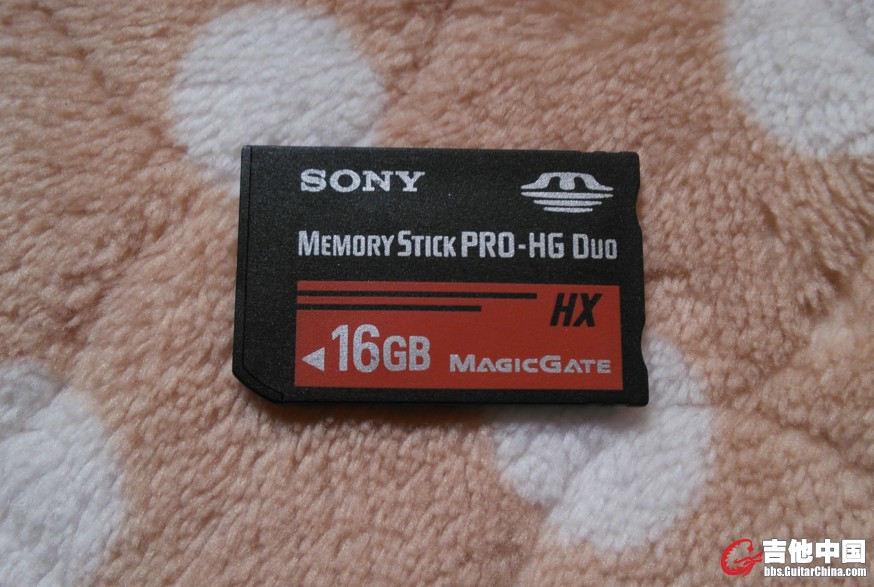 SONY
MEMORY STICK PRO-HG DUO
HX
16GB MAGICGATE
吉他中国
bbs.GuitarChina.com